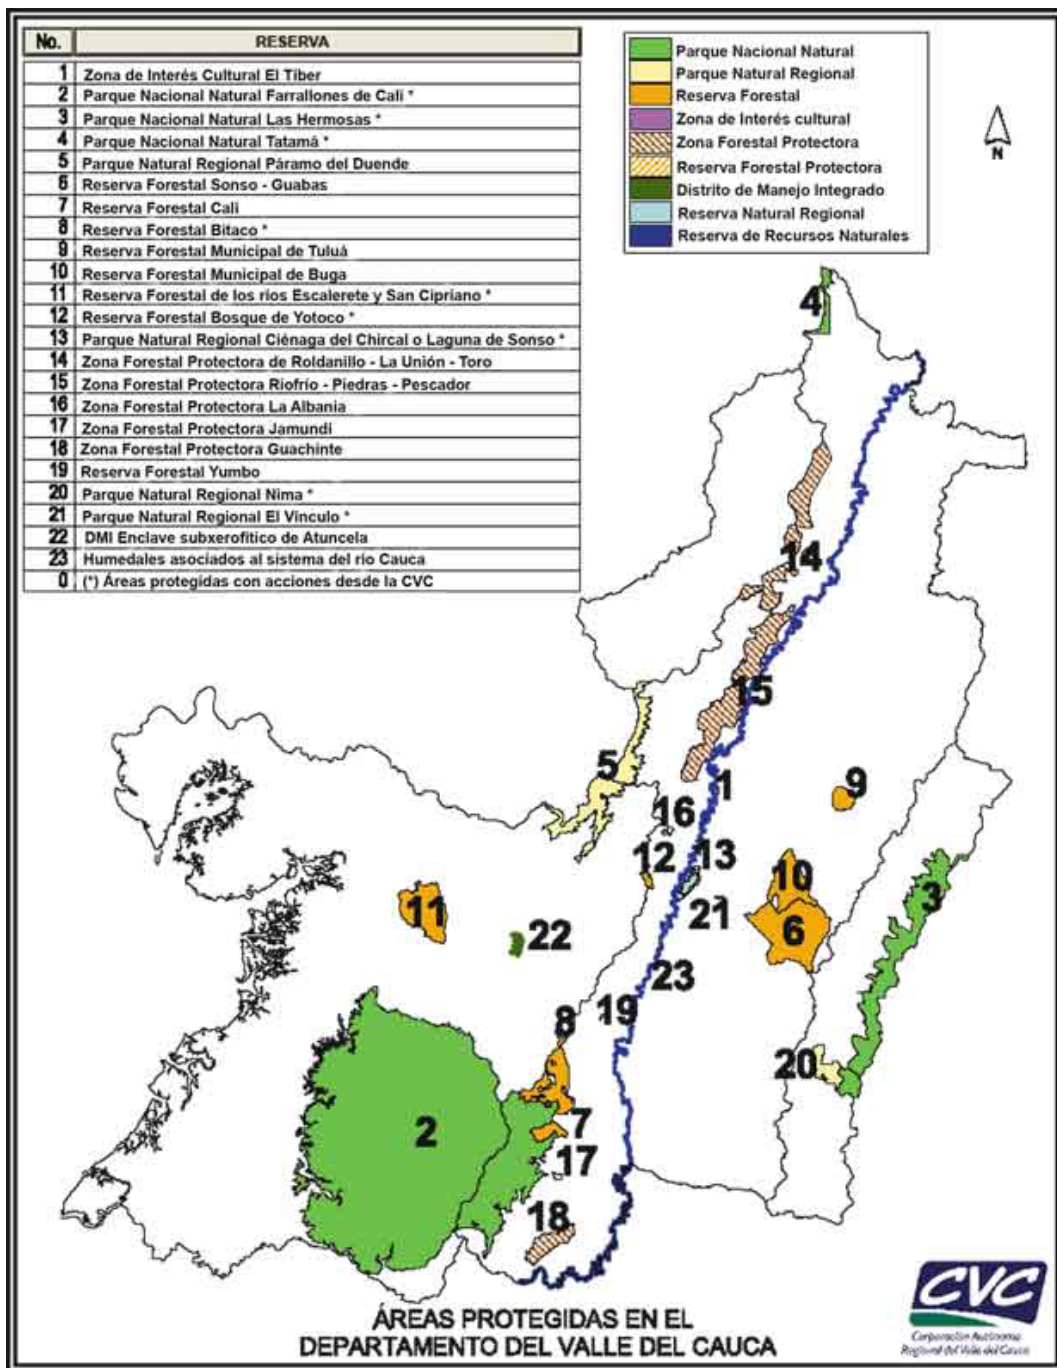 No. RESERVA
1 Zona de Interés Cultural El Tiber
2 Parque Nacional Natural Farrallones de Cali *
3 Parque Nacional Natural Las Hermosas *
4 Parque Nacional Natural Tatamá *
5 Parque Natural Regional Páramo del Duende
6 Reserva Forestal Sonso - Guabas
7 Reserva Forestal Cali
8 Reserva Forestal Bitaco *
9 Reserva Forestal Municipal de Tuluá
10 Reserva Forestal Municipal de Buga
11 Reserva Forestal de los rios Escalerete y San Cipriano *
12 Reserva Forestal Bosque de Yotoco *
13 Parque Natural Regional Ciénaga del Chircal o Laguna de Sonso *
14 Zona Forestal Protectora de Roldanillo - La Unión - Toro
15 Zona Forestal Protectora Riofrío - Piedras - Pescador
16 Zona Forestal Protectora La Albania
17 Zona Forestal Protectora Jamundí
18 Zona Forestal Protectora Guachinte
19 Reserva Forestal Yumbo
20 Parque Natural Regional Nima *
21 Parque Natural Regional El Vinculo *
22 DMI Enclave subxerofitico de Atuncela
23 Humedales asociados al sistema del río Cauca
0 (*) Áreas protegidas con acciones desde la CVC
Parque Nacional Natural
Parque Natural Regional
Reserva Forestal
Zona de Interés cultural
Zona Forestal Protectora
Reserva Forestal Protectora
Distrito de Manejo Integrado
Reserva Natural Regional
Reserva de Recursos Naturales
N
4
14
15
5
1
9
16
12
13
10
3
11
21
6
22
23
19
8
20
2
7
17
18
ÁREAS PROTEGIDAS EN EL
DEPARTAMENTO DEL VALLE DEL CAUCA
CVC
Corporación Autónoma
Regional del Valle del Cauca